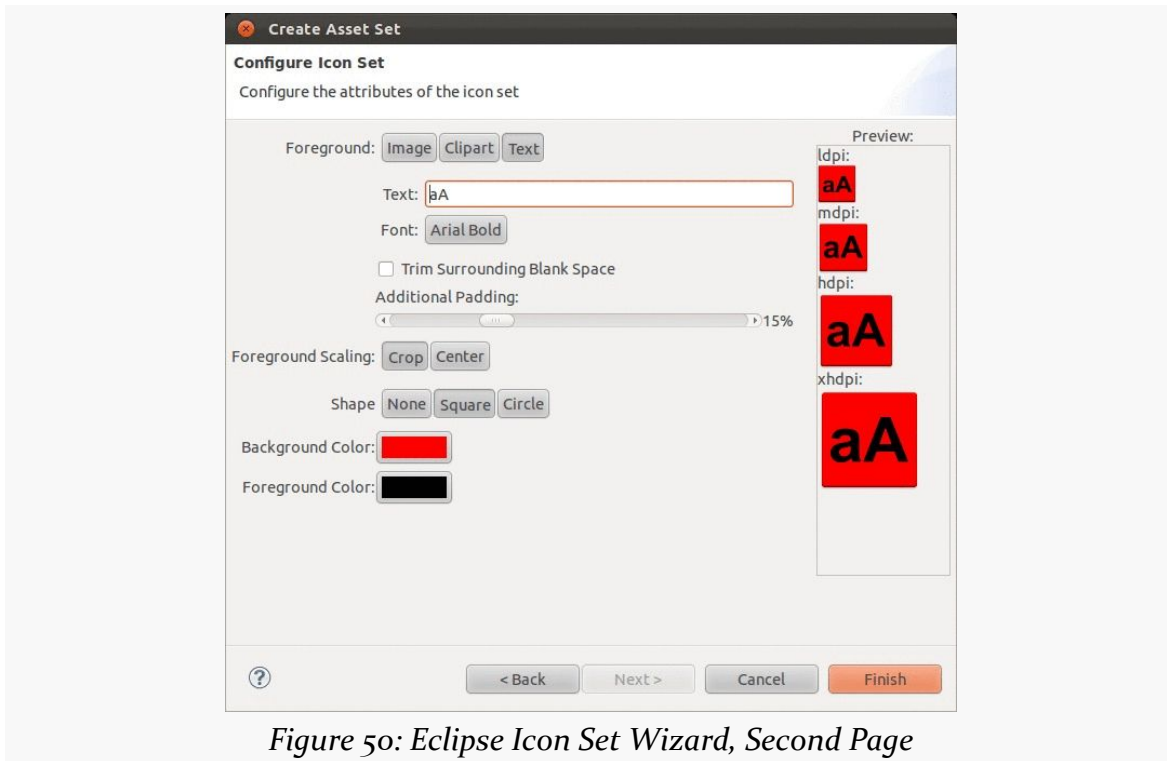 Create Asset Set
Configure Icon Set
Configure the attributes of the icon set
Foreground: Image Clipart Text
Text: aA
Font: Arial Bold
Trim Surrounding Blank Space
Additional Padding:
15%
Foreground Scaling: Crop Center
Shape None Square Circle
Background Color:
Foreground Color:
Preview:
ldpi:
aA
mdpi:
aA
hdpi:
aA
xhdpi:
aA
?
< Back Next > Cancel Finish
Figure 50: Eclipse Icon Set Wizard, Second Page